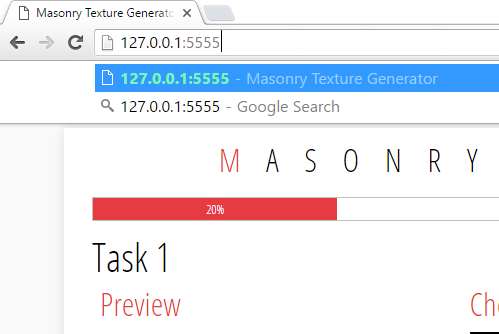 Masonry Texture Generato
127.0.0.1:5555
127.0.0.1:5555 - Masonry Texture Generator
127.0.0.1:5555 - Google Search
M A S O N R Y
20%
Task 1
Preview